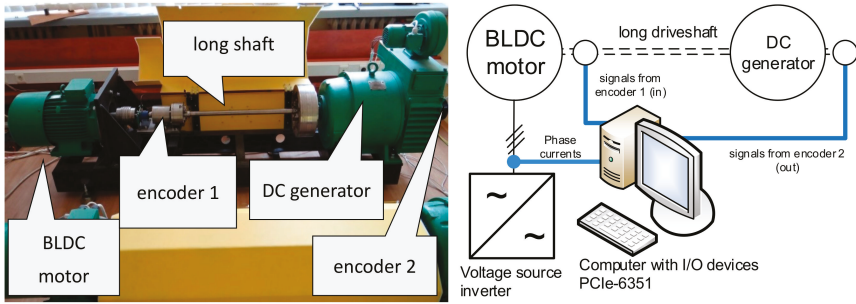 long shaft
encoder 1
DC generator
BLDC
motor
encoder 2
BLDC
motor
long driveshaft
DC
generator
signals from
encoder 1 (in)
Phase
currents
signals from encoder 2
(out)
~
~
Voltage source
inverter
Computer with I/O devices
PCIe-6351